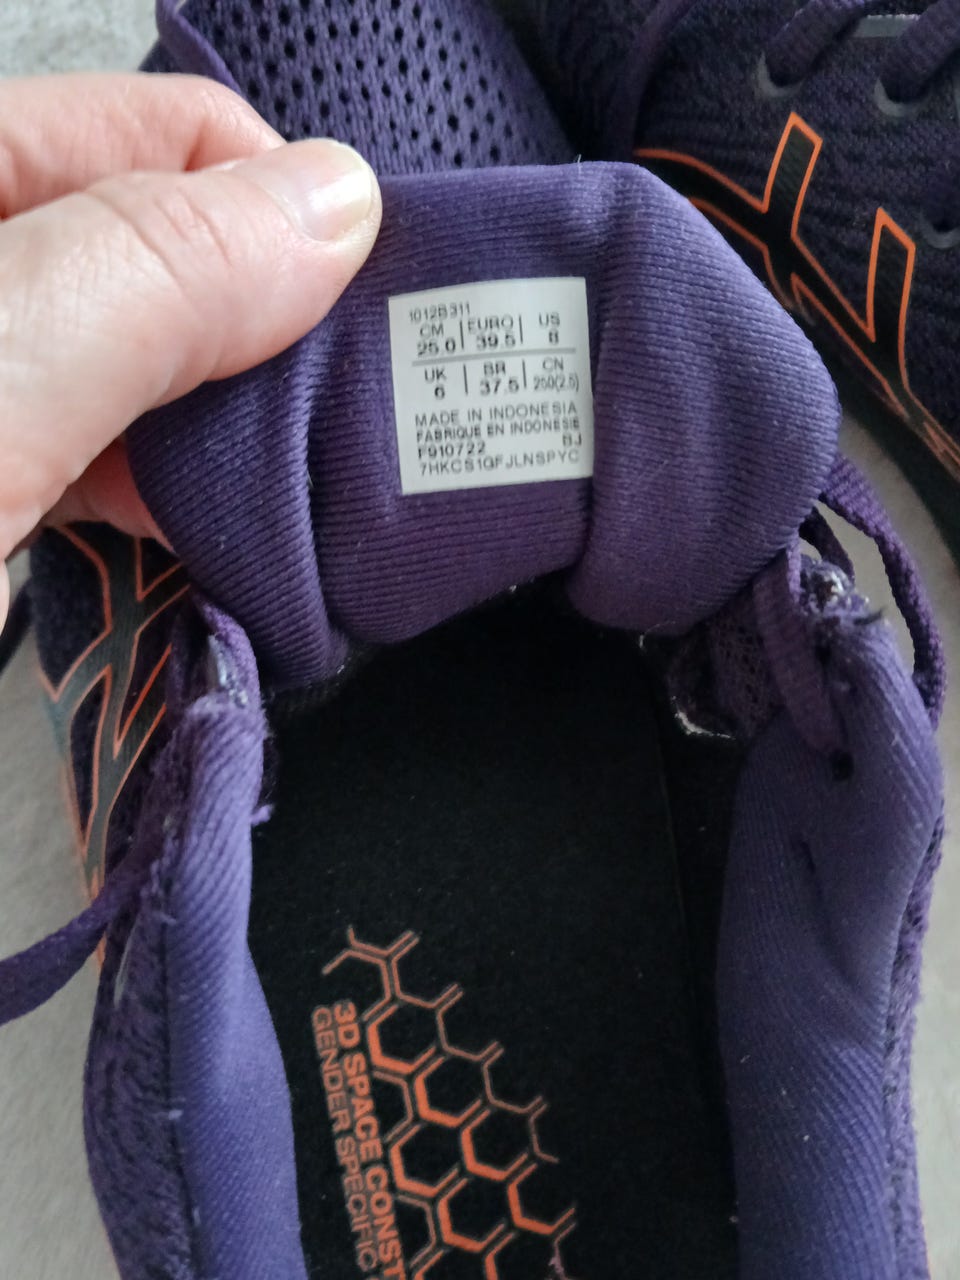 1012B311
CM EURO US
25.0 39.5 8
UK BR CN
6 37.5 250(2.5)
MADE IN INDONESIA
FABRIQUE EN INDONESIE
F910722 BJ
7HKCS1GFJLNSPYC
3D SPACE CONST
GENDER SPECIFIC